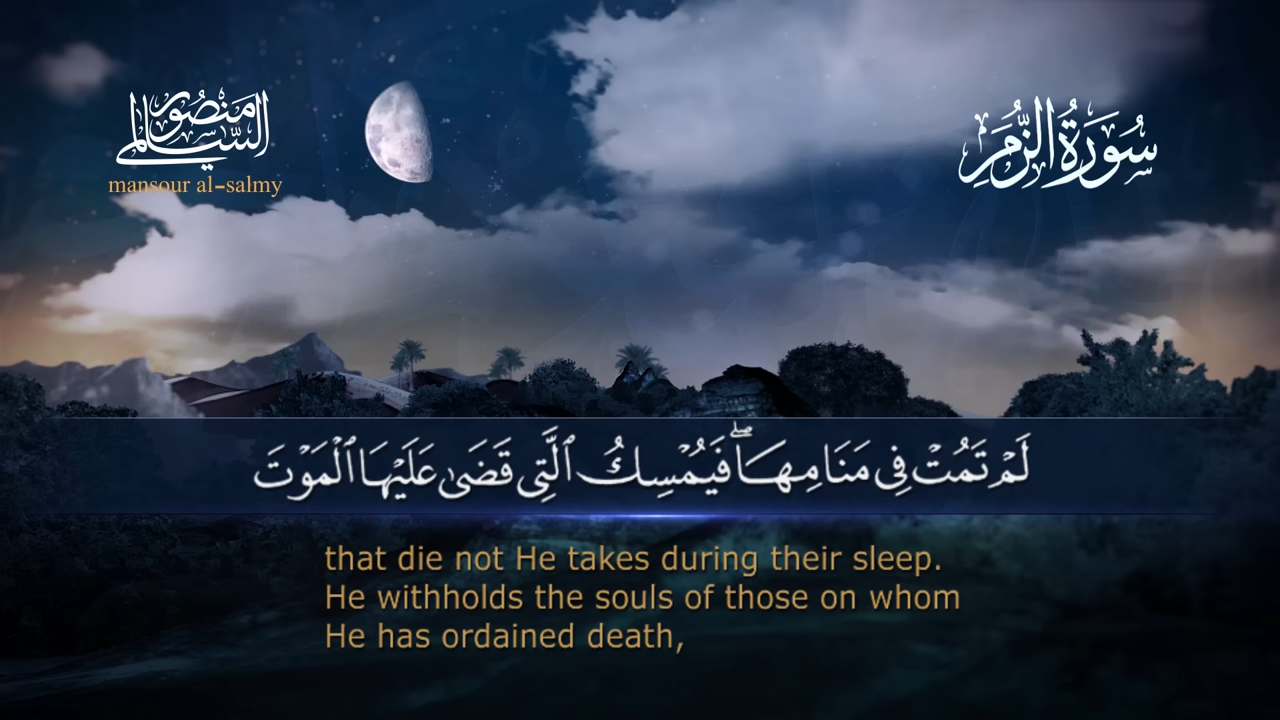 منصور السالمي
mansour al-salmy
سُورَةُ الزُّمَرِ
لَمْ تَمُتْ فِى مَنَامِهَا ۖ فَيُمْسِكُ ٱلَّتِى قَضَىٰ عَلَيْهَا ٱلْمَوْتَ
that die not He takes during their sleep.
He withholds the souls of those on whom
He has ordained death,